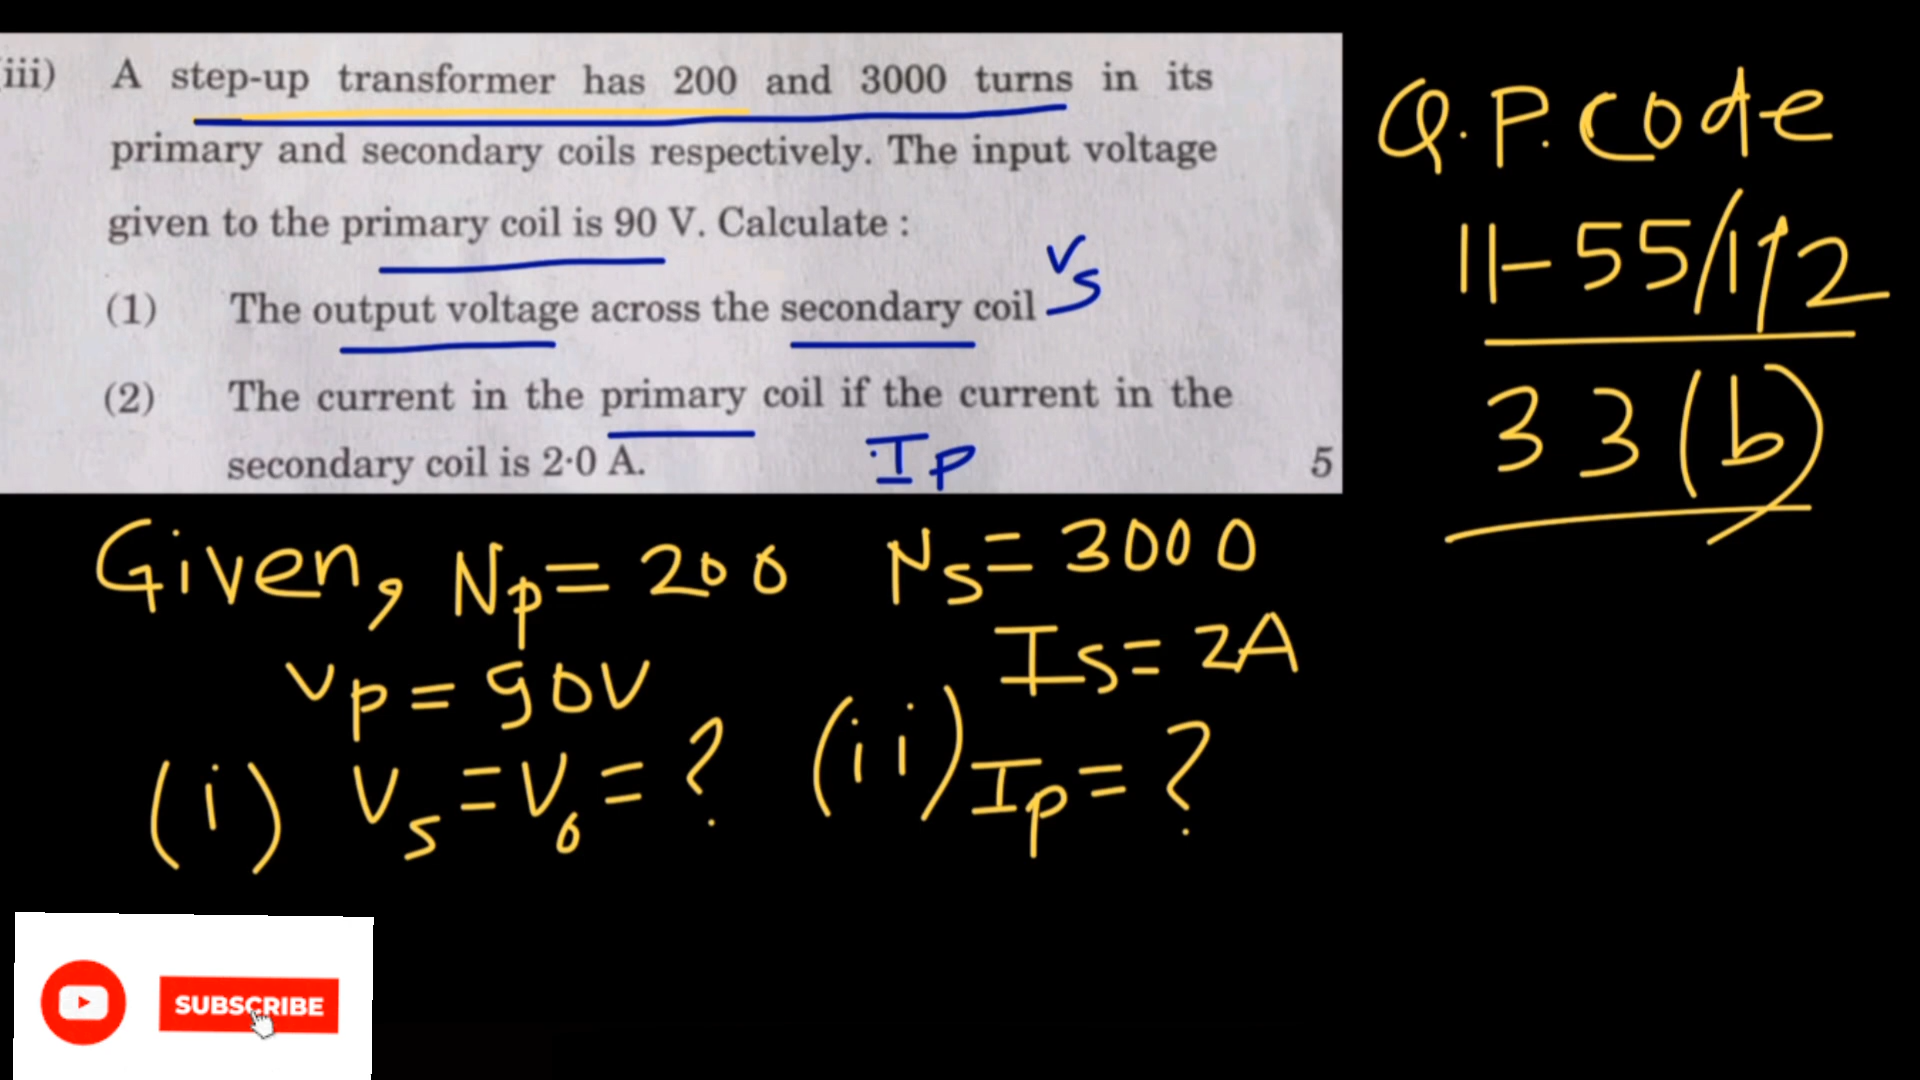 iii) A step-up transformer has 200 and 3000 turns in its
primary and secondary coils respectively. The input voltage
given to the primary coil is 90 V. Calculate :
(1) The output voltage across the secondary coil Vs
(2) The current in the primary coil if the current in the
secondary coil is 2·0 A. Ip 5
Q.P. Code
11-55/1/2
33(b)
Given, Np = 200 Ns = 3000
Vp = 90V Is = 2A
(i) Vs = Vo = ? (ii) Ip = ?
SUBSCRIBE